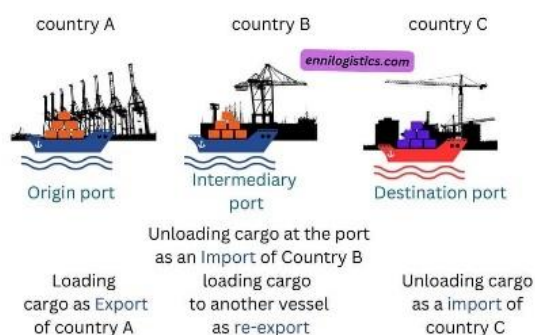 country A
country B
country C
ennilogistics.com
Origin port
Intermediary
port
Destination port
Unloading cargo at the port
as an Import of Country B
Loading
cargo as Export
of country A
loading cargo
to another vessel
as re-export
Unloading cargo
as a import of
country C